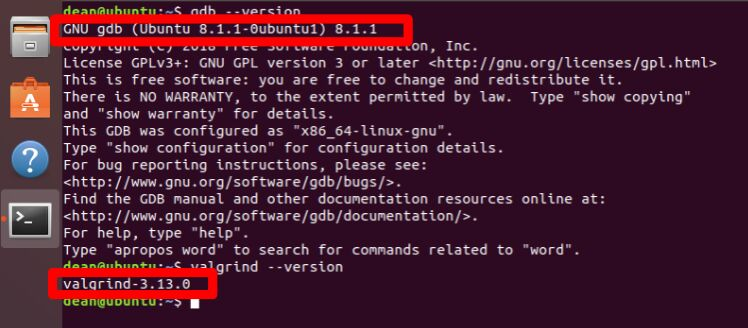 dean@ubuntu:~$ gdb --version
GNU gdb (Ubuntu 8.1.1-0ubuntu1) 8.1.1
Copyright (C) 2018 Free Software Foundation, Inc.
License GPLv3+: GNU GPL version 3 or later <http://gnu.org/licenses/gpl.html>
This is free software: you are free to change and redistribute it.
There is NO WARRANTY, to the extent permitted by law.  Type "show copying"
and "show warranty" for details.
This GDB was configured as "x86_64-linux-gnu".
Type "show configuration" for configuration details.
For bug reporting instructions, please see:
<http://www.gnu.org/software/gdb/bugs/>.
Find the GDB manual and other documentation resources online at:
<http://www.gnu.org/software/gdb/documentation/>.
For help, type "help".
Type "apropos word" to search for commands related to "word".
dean@ubuntu:~$ valgrind --version
valgrind-3.13.0
dean@ubuntu:~$